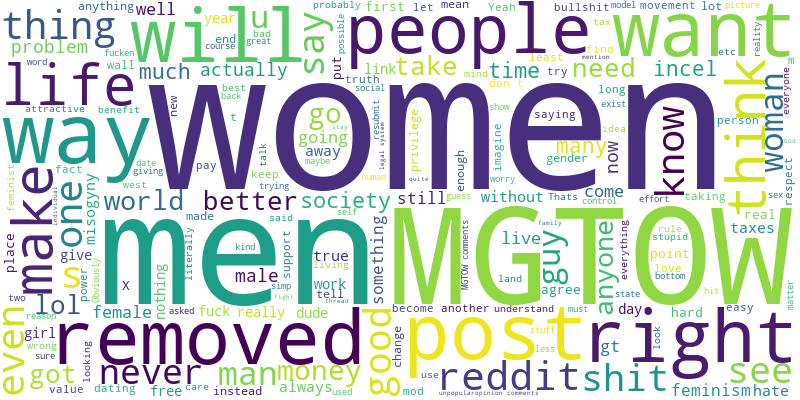 women
men
MGTOW
people
want
will
right
removed
post
way
life
think
know
thing
make
even
one
say
good
reddit
shit
see
man
money
never
got
lol
u
s
world
better
society
go
going
away
actually
much
well
problem
take
time
need
incel
link
put
many
now
woman
guy
anyone
live
come
still
without
something
male
female
fuck
really
dude
work
tell
true
always
free
instead
dating
value
girl
sure
wrong
reason
two
place
give
misogyny
fact
power
Obviously
looking
individual
feminist
west
made
said
self
literally
nothing
x
kind
support
living
simp
fight
thread
asked
care
used
mod
use
less
stuff
change
become
another
understand
must
look
day
gt
hard
easy
hit
matter
feminism
hate
unpopularopinion comments
MGTOW comments
family
land
agree
state
bottom
love
point
stupid
rule
real
taxes
everything
control
effort
sex
taking
Thats
gender
saying
enough
imagine
privilege
quite
human
worry
guess
legal system
resubmit
social
truth
mind
try
least
don t
show
long
exist
idea
person
respect
everyone
God
m
etc
find
tax
model
movement
lot
picture
reality
mention
possible
probably
first
let
mean
Yeah
bullshit
anything
year
end
bad
course
great
fucken
word
wall
attractive
benefit
new
best
back
t
date
giving
pay
talk
keep
trying
maybe
stay